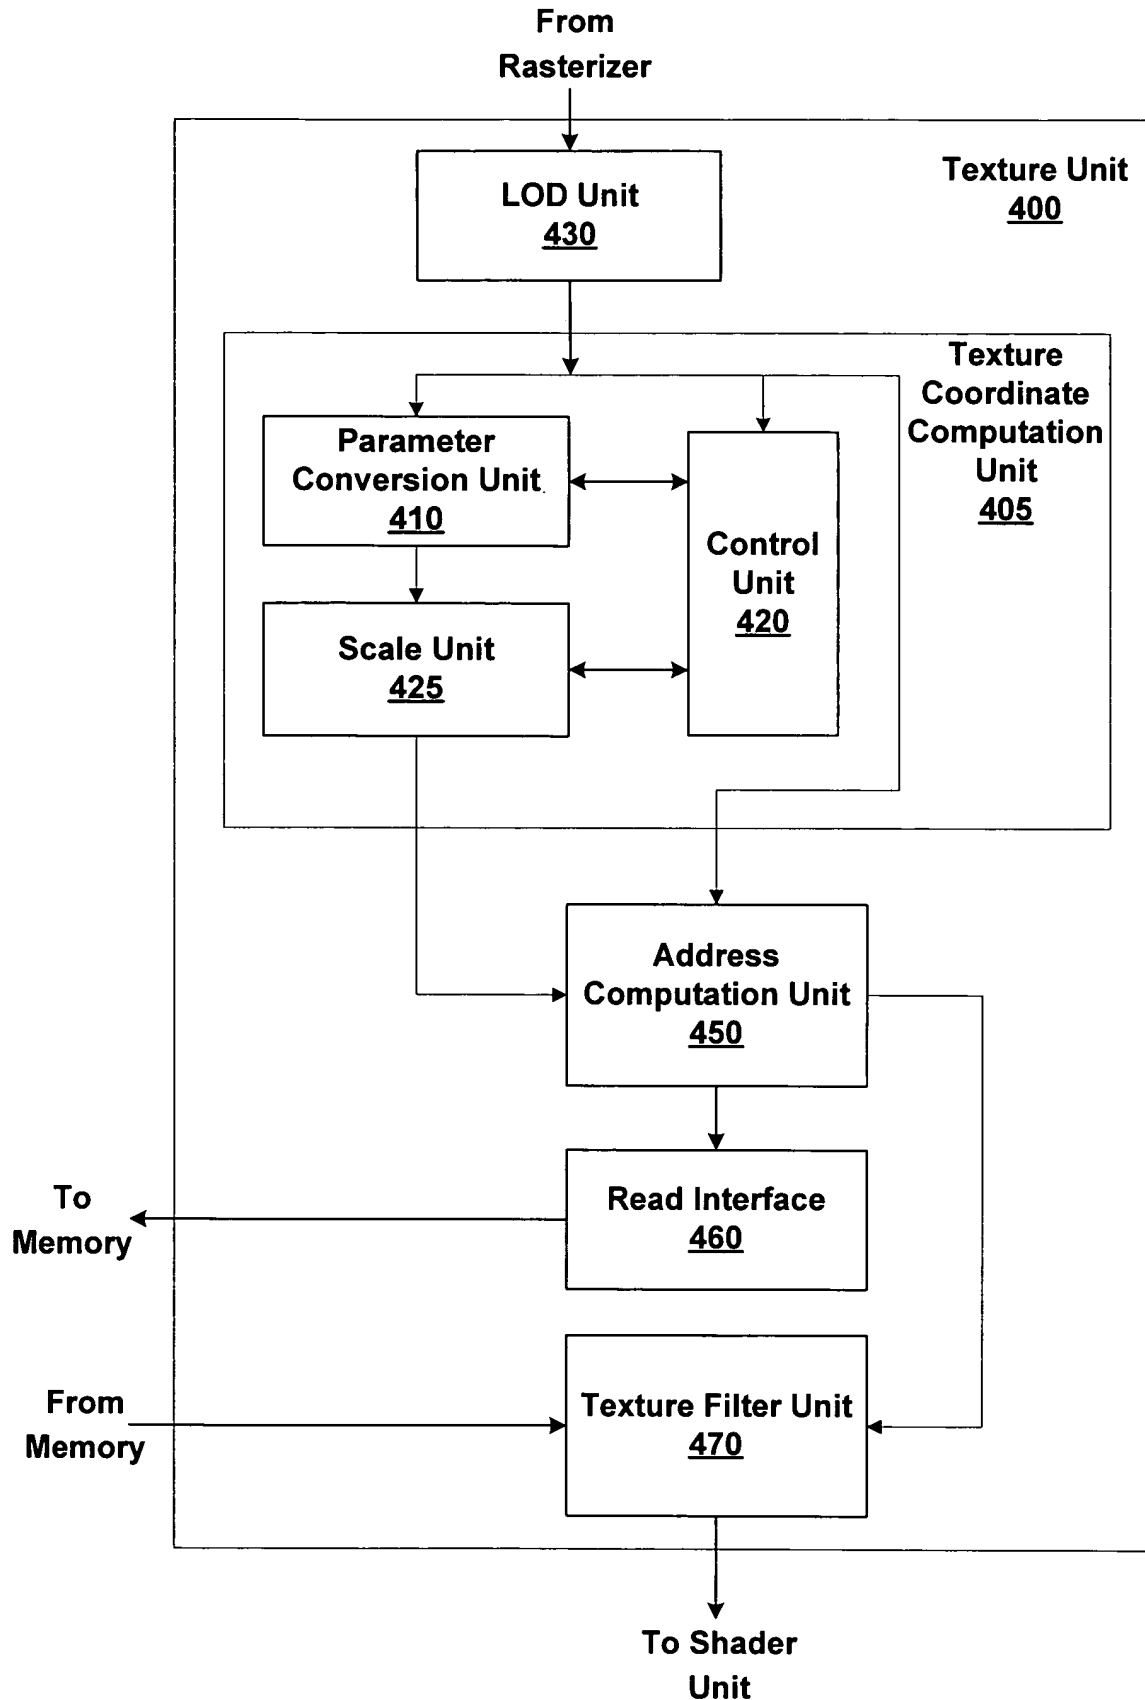 From
Rasterizer
LOD Unit
430
Texture Unit
400
Texture
Coordinate
Computation
Unit
405
Parameter
Conversion Unit
410
Control
Unit
420
Scale Unit
425
Address
Computation Unit
450
To
Memory
Read Interface
460
From
Memory
Texture Filter Unit
470
To Shader
Unit